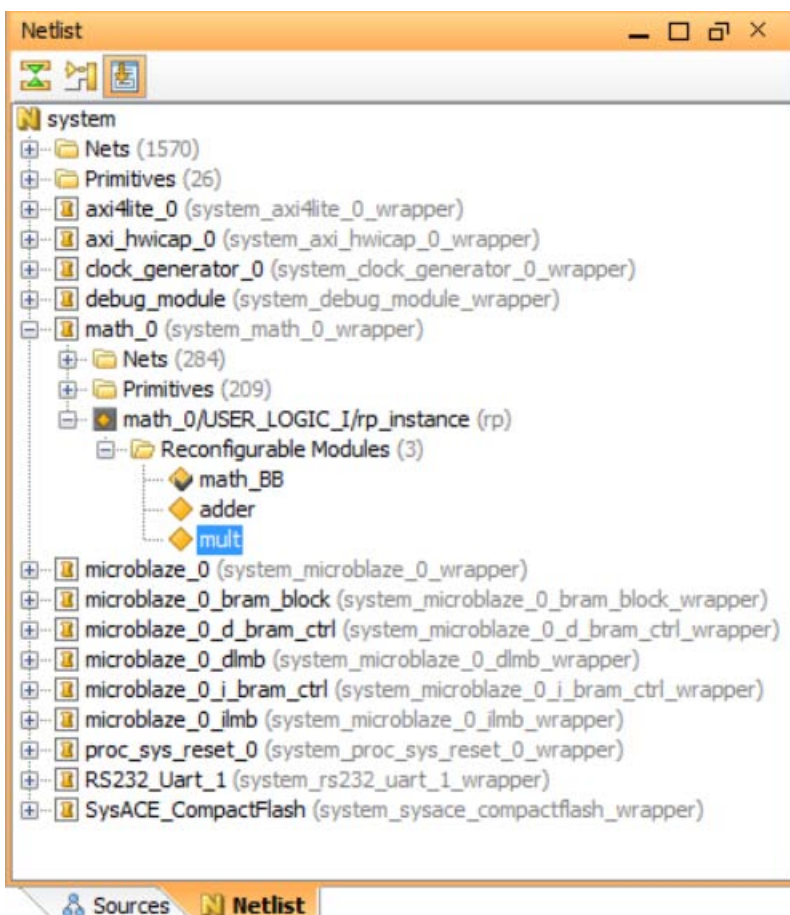 Netlist
system
Nets (1570)
Primitives (26)
axi4lite_0 (system_axi4lite_0_wrapper)
axi_hwicap_0 (system_axi_hwicap_0_wrapper)
clock_generator_0 (system_clock_generator_0_wrapper)
debug_module (system_debug_module_wrapper)
math_0 (system_math_0_wrapper)
Nets (284)
Primitives (209)
math_0/USER_LOGIC_I/rp_instance (rp)
Reconfigurable Modules (3)
math_BB
adder
mult
microblaze_0 (system_microblaze_0_wrapper)
microblaze_0_bram_block (system_microblaze_0_bram_block_wrapper)
microblaze_0_d_bram_ctrl (system_microblaze_0_d_bram_ctrl_wrapper)
microblaze_0_dlmb (system_microblaze_0_dlmb_wrapper)
microblaze_0_i_bram_ctrl (system_microblaze_0_i_bram_ctrl_wrapper)
microblaze_0_ilmb (system_microblaze_0_ilmb_wrapper)
proc_sys_reset_0 (system_proc_sys_reset_0_wrapper)
RS232_Uart_1 (system_rs232_uart_1_wrapper)
SysACE_CompactFlash (system_sysace_compactflash_wrapper)
Sources Netlist